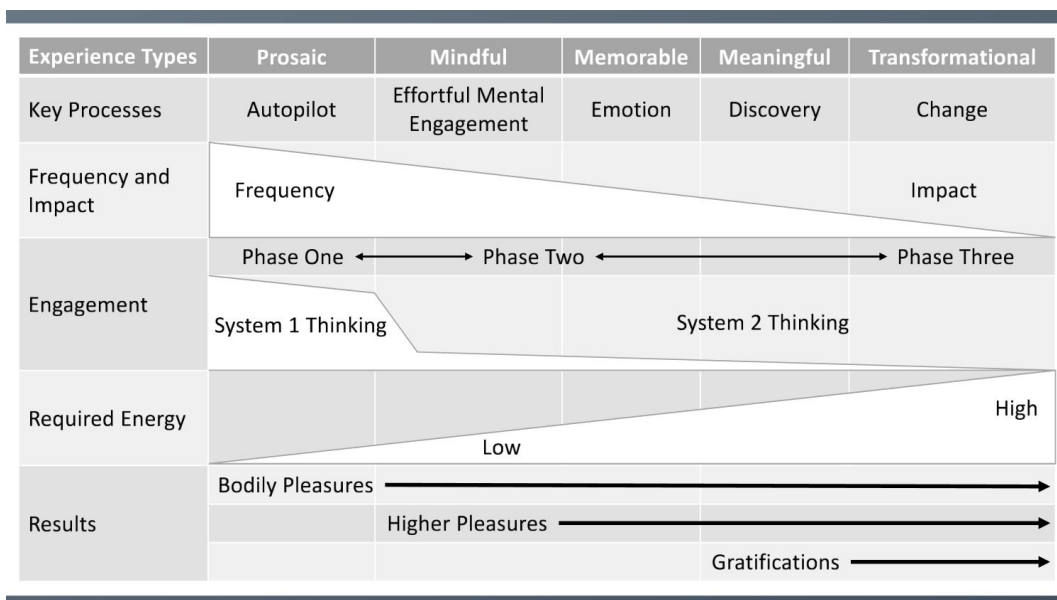 Experience Types Prosaic Mindful Memorable Meaningful Transformational
Key Processes Autopilot Effortful Mental Engagement Emotion Discovery Change
Frequency and Impact Frequency Impact
Engagement
Phase One Phase Two Phase Three
System 1 Thinking System 2 Thinking
Required Energy Low High
Results
Bodily Pleasures
Higher Pleasures
Gratifications